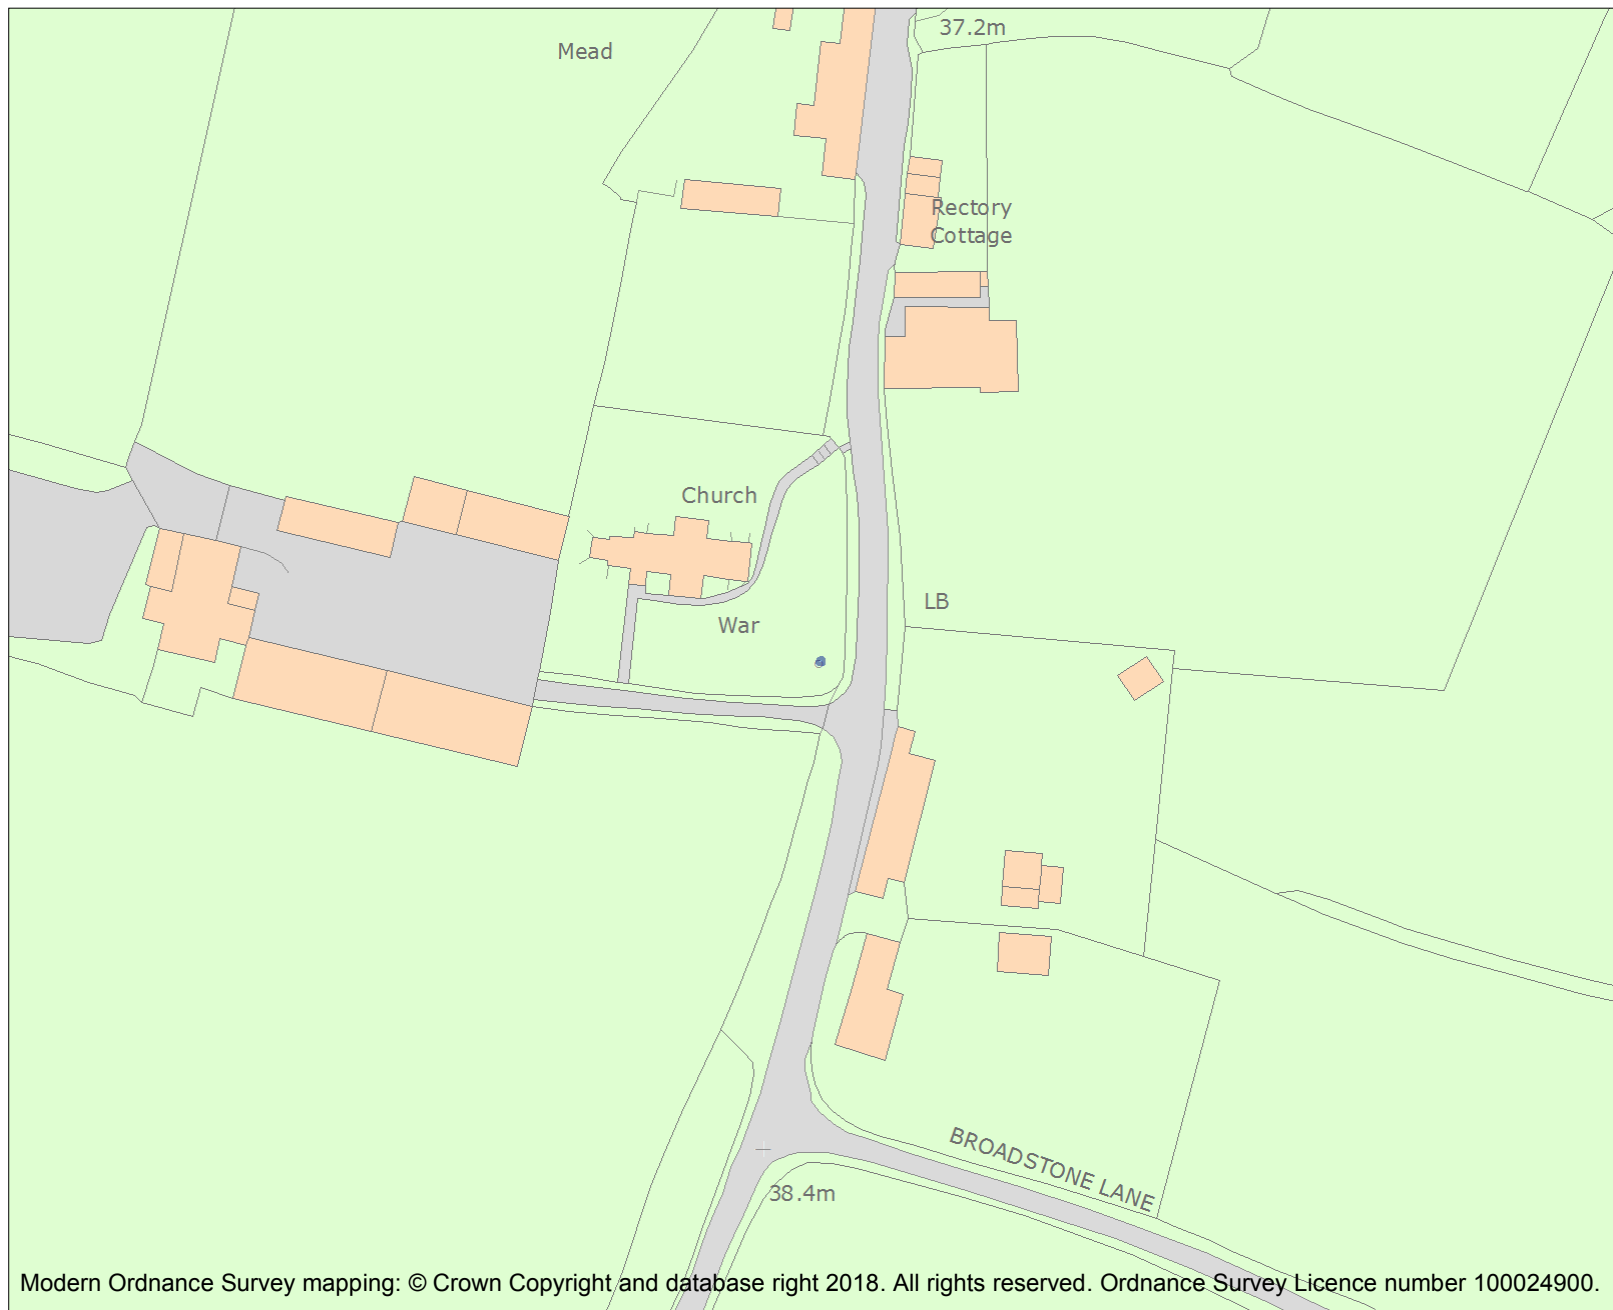 37.2m
Mead
Rectory
Cottage
Church
LB
War
BROADSTONE LANE
38.4m
Modern Ordnance Survey mapping: © Crown Copyright and database right 2018. All rights reserved. Ordnance Survey Licence number 100024900.